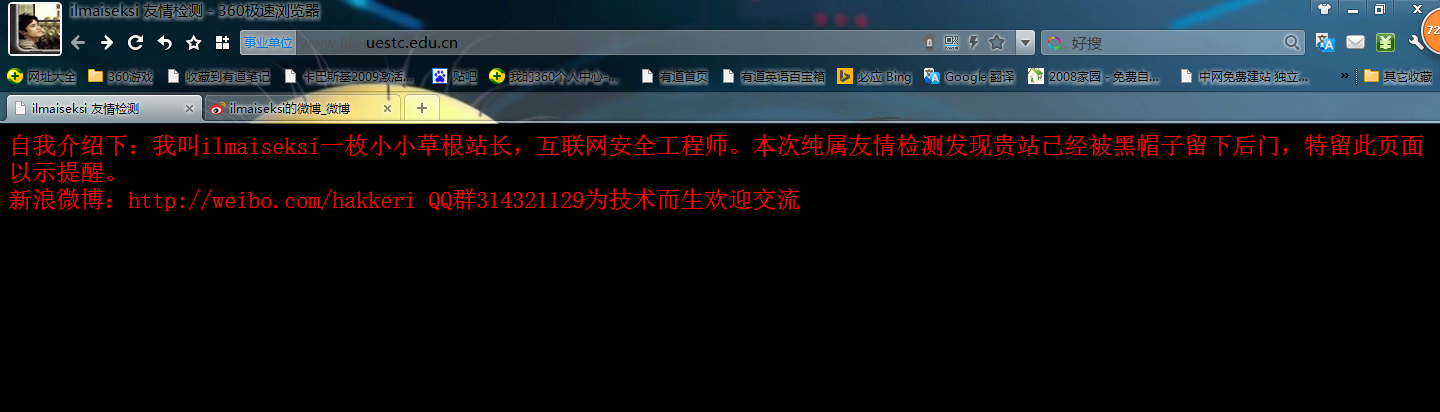 ilmaiseksi 友情检测 - 360极速浏览器
事业单位 uestc.edu.cn
好搜
72
网址大全 360游戏 收藏到有道笔记 卡巴斯基2009激活... 贴吧 我的360个人中心-... 有道首页 有道英语百宝箱 必应 Bing Google 翻译 2008家园 - 免费自... 中网免费建站 独立... » 其它收藏
ilmaiseksi 友情检测 ilmaiseksi的微博_微博
自我介绍下：我叫ilmaiseksi一枚小小草根站长，互联网安全工程师。本次纯属友情检测发现贵站已经被黑帽子留下后门，特留此页面
以示提醒。
新浪微博：http://weibo.com/hakkeri QQ群314321129为技术而生欢迎交流